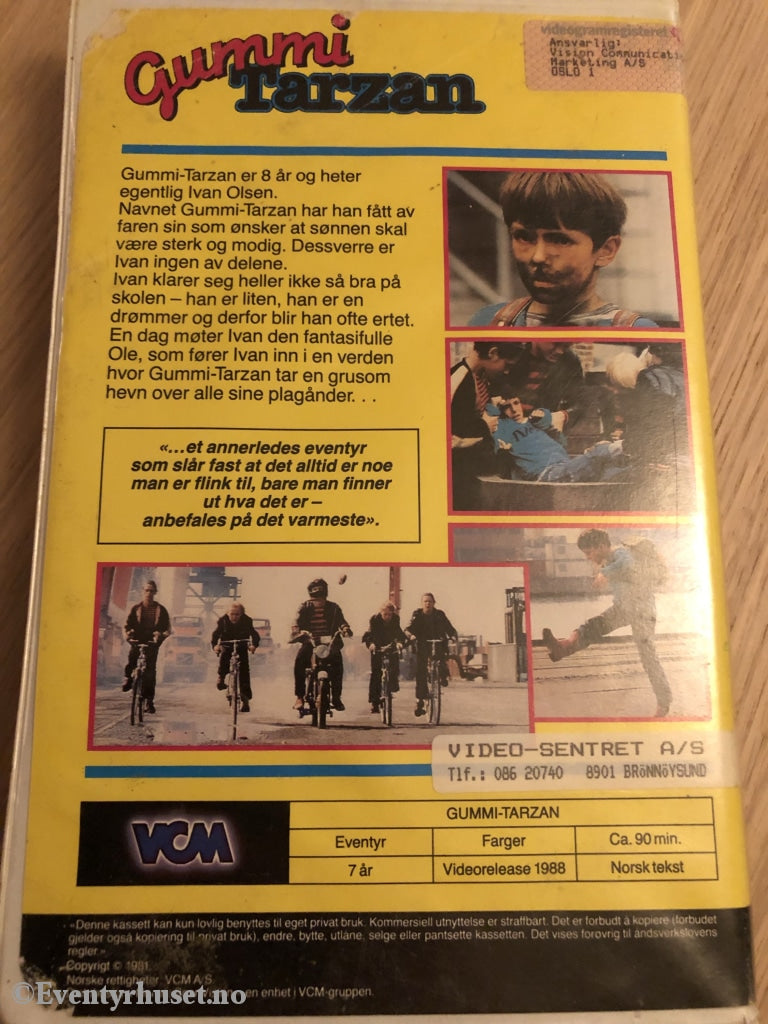 Gummi
Tarzan
videogramregisteret
Ansvarlig:
Vision Communicati
Marketing A/S
OSLO 1
Gummi-Tarzan er 8 år og heter
egentlig Ivan Olsen.
Navnet Gummi-Tarzan har han fått av
faren sin som ønsker at sønnen skal
være sterk og modig. Dessverre er
Ivan ingen av delene.
Ivan klarer seg heller ikke så bra på
skolen – han er liten, han er en
drømmer og derfor blir han ofte ertet.
En dag møter Ivan den fantasifulle
Ole, som fører Ivan inn i en verden
hvor Gummi-Tarzan tar en grusom
hevn over alle sine plagånder. . .
«...et annerledes eventyr
som slår fast at det alltid er noe
man er flink til, bare man finner
ut hva det er –
anbefales på det varmeste».
VIDEO-SENTRET A/S
Tlf.: 086 20740 8901 BRöNNöYSUND
VCM
GUMMI-TARZAN
Eventyr Farger Ca. 90 min.
7 år Videorelease 1988 Norsk tekst
«Denne kassett kan kun lovlig benyttes til eget privat bruk. Kommersiell utnyttelse er straffbart. Det er forbudt å kopiere (forbudet
gjelder også kopiering til privat bruk), endre, bytte, utlåne, selge eller pantsette kassetten. Det vises forøvrig til åndsverkslovens
regler.»
Copyrigt © 1981
Norske rettigheter: VCM A/S
en enhet i VCM-gruppen.
©Eventyrhuset.no